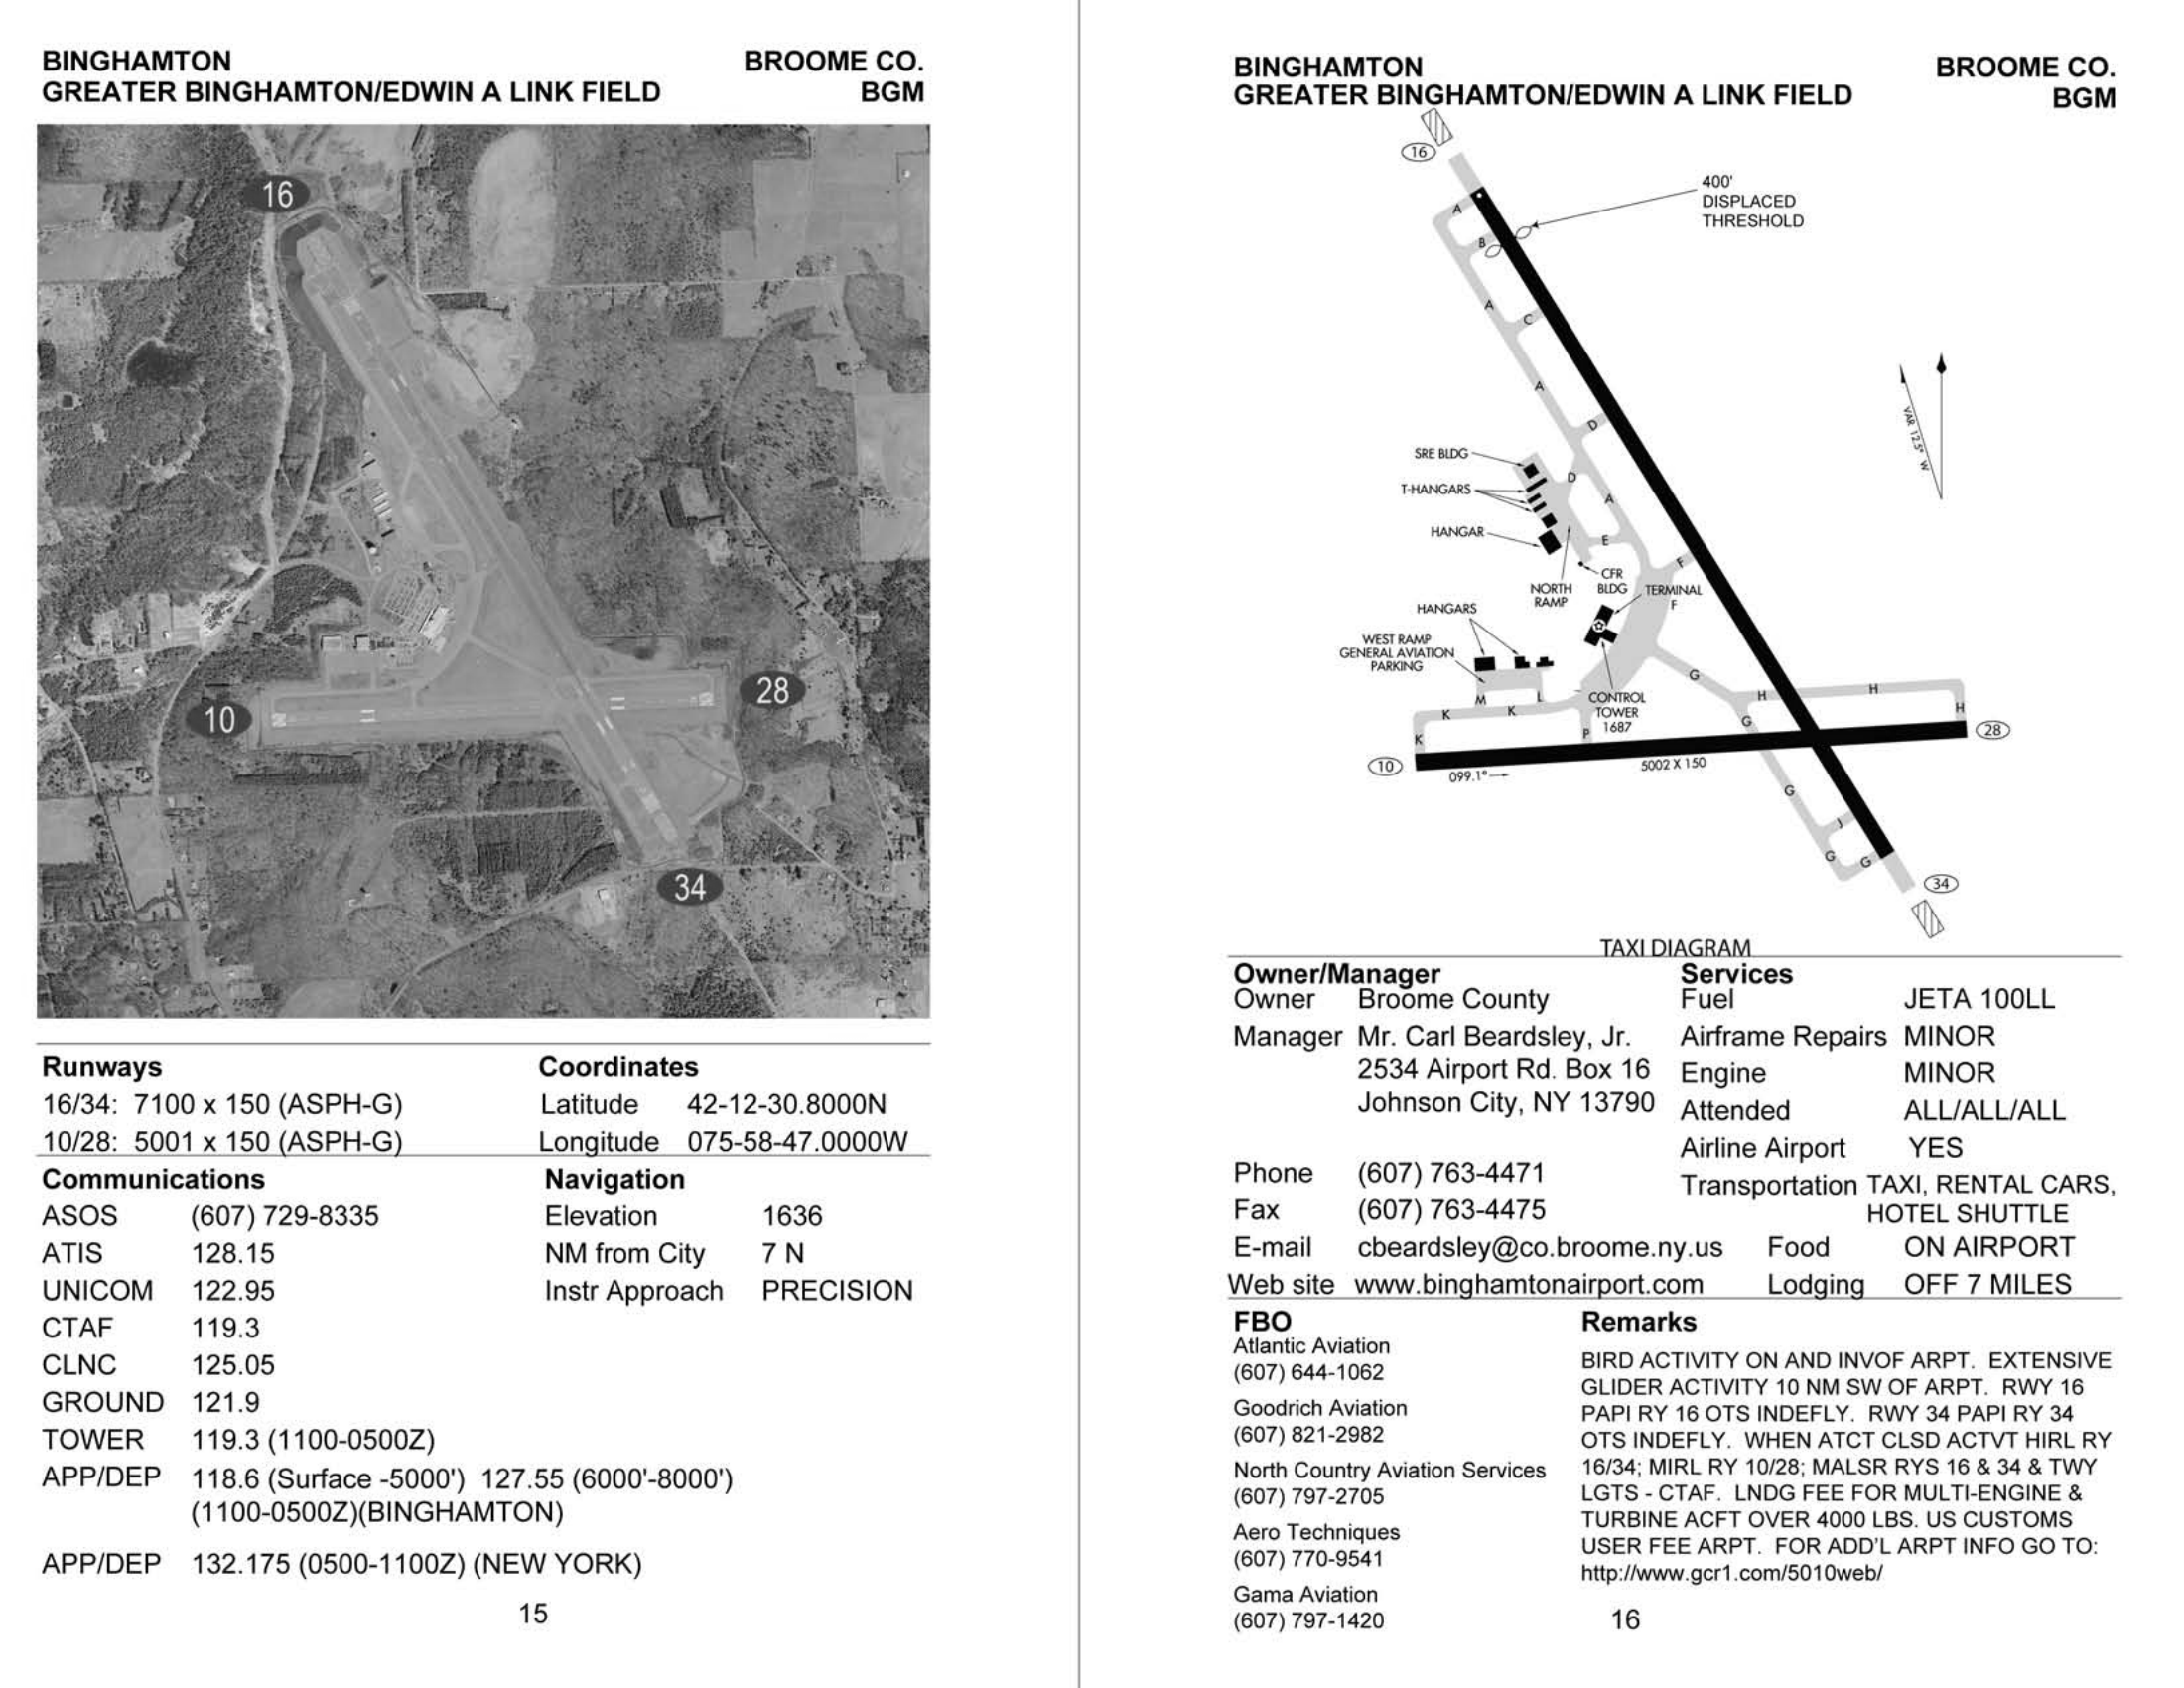 BINGHAMTON BROOME CO.
GREATER BINGHAMTON/EDWIN A LINK FIELD BGM
16
10
28
34
Runways
16/34: 7100 x 150 (ASPH-G)
10/28: 5001 x 150 (ASPH-G)
Coordinates
Latitude 42-12-30.8000N
Longitude 075-58-47.0000W
Communications
ASOS (607) 729-8335
ATIS 128.15
UNICOM 122.95
CTAF 119.3
CLNC 125.05
GROUND 121.9
TOWER 119.3 (1100-0500Z)
APP/DEP 118.6 (Surface -5000') 127.55 (6000'-8000')
(1100-0500Z)(BINGHAMTON)
APP/DEP 132.175 (0500-1100Z) (NEW YORK)
Navigation
Elevation 1636
NM from City 7 N
Instr Approach PRECISION
15
BINGHAMTON BROOME CO.
GREATER BINGHAMTON/EDWIN A LINK FIELD BGM
16
400'
DISPLACED
THRESHOLD
A
B
A
C
A
D
VAR 12.5° W
SRE BLDG
D
T-HANGARS
A
HANGAR
E
F
CFR
BLDG
NORTH
RAMP
TERMINAL
F
HANGARS
WEST RAMP
GENERAL AVIATION
PARKING
G
H
H
M
L
CONTROL
TOWER
1687
K
K
G
H
K
P
28
10
099.1°
5002 X 150
G
J
G
G
34
TAXI DIAGRAM
Owner/Manager
Owner Broome County
Manager Mr. Carl Beardsley, Jr.
2534 Airport Rd. Box 16
Johnson City, NY 13790
Phone (607) 763-4471
Fax (607) 763-4475
E-mail cbeardsley@co.broome.ny.us
Web site www.binghamtonairport.com
Services
Fuel JETA 100LL
Airframe Repairs MINOR
Engine MINOR
Attended ALL/ALL/ALL
Airline Airport YES
Transportation TAXI, RENTAL CARS,
HOTEL SHUTTLE
Food ON AIRPORT
Lodging OFF 7 MILES
FBO
Atlantic Aviation
(607) 644-1062
Goodrich Aviation
(607) 821-2982
North Country Aviation Services
(607) 797-2705
Aero Techniques
(607) 770-9541
Gama Aviation
(607) 797-1420
Remarks
BIRD ACTIVITY ON AND INVOF ARPT. EXTENSIVE
GLIDER ACTIVITY 10 NM SW OF ARPT. RWY 16
PAPI RY 16 OTS INDEFLY. RWY 34 PAPI RY 34
OTS INDEFLY. WHEN ATCT CLSD ACTVT HIRL RY
16/34; MIRL RY 10/28; MALSR RYS 16 & 34 & TWY
LGTS - CTAF. LNDG FEE FOR MULTI-ENGINE &
TURBINE ACFT OVER 4000 LBS. US CUSTOMS
USER FEE ARPT. FOR ADD'L ARPT INFO GO TO:
http://www.gcr1.com/5010web/
16